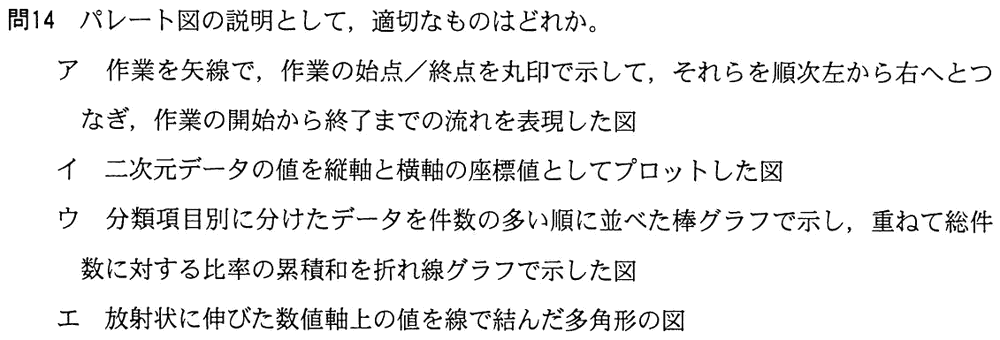 問14 パレート図の説明として，適切なものはどれか。
ア 作業を矢線で，作業の始点／終点を丸印で示して，それらを順次左から右へとつ
なぎ，作業の開始から終了までの流れを表現した図
イ 二次元データの値を縦軸と横軸の座標値としてプロットした図
ウ 分類項目別に分けたデータを件数の多い順に並べた棒グラフで示し，重ねて総件
数に対する比率の累積和を折れ線グラフで示した図
エ 放射状に伸びた数値軸上の値を線で結んだ多角形の図